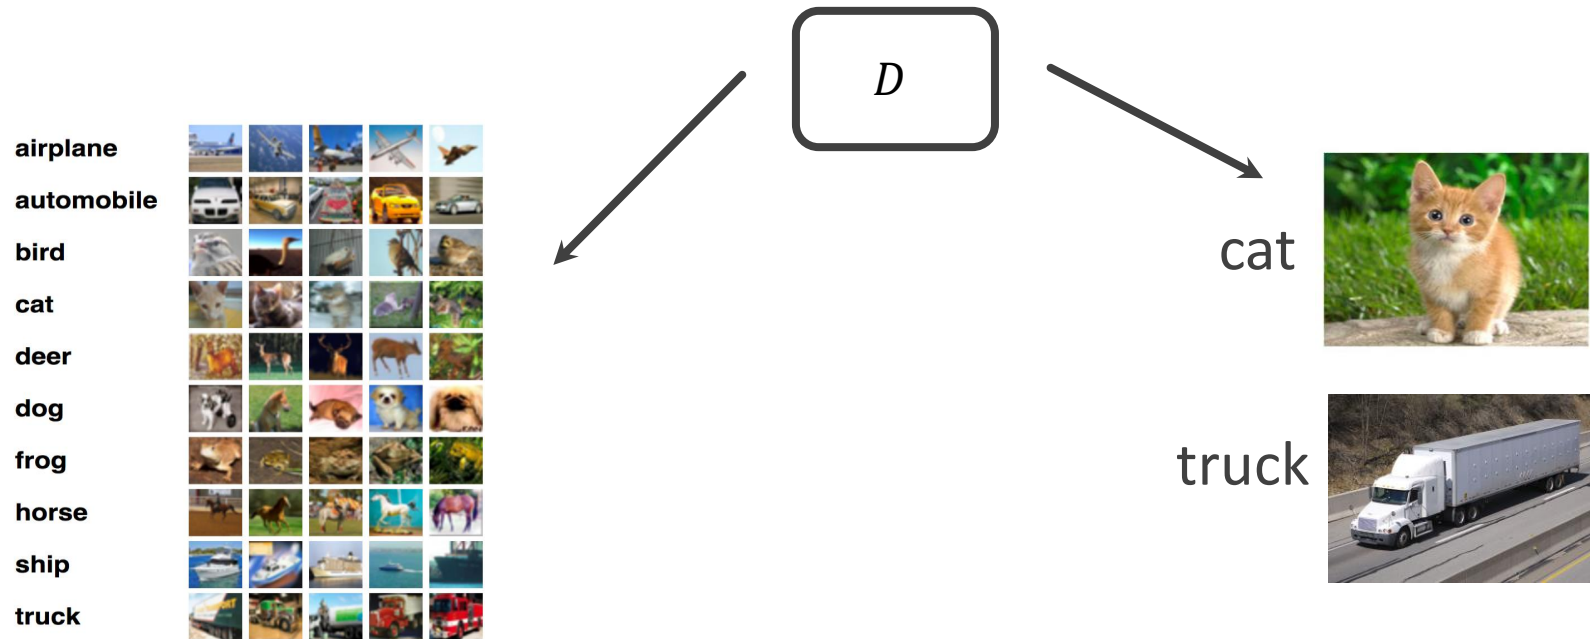 D
airplane
automobile
bird
cat
deer
dog
frog
horse
ship
truck
cat
truck